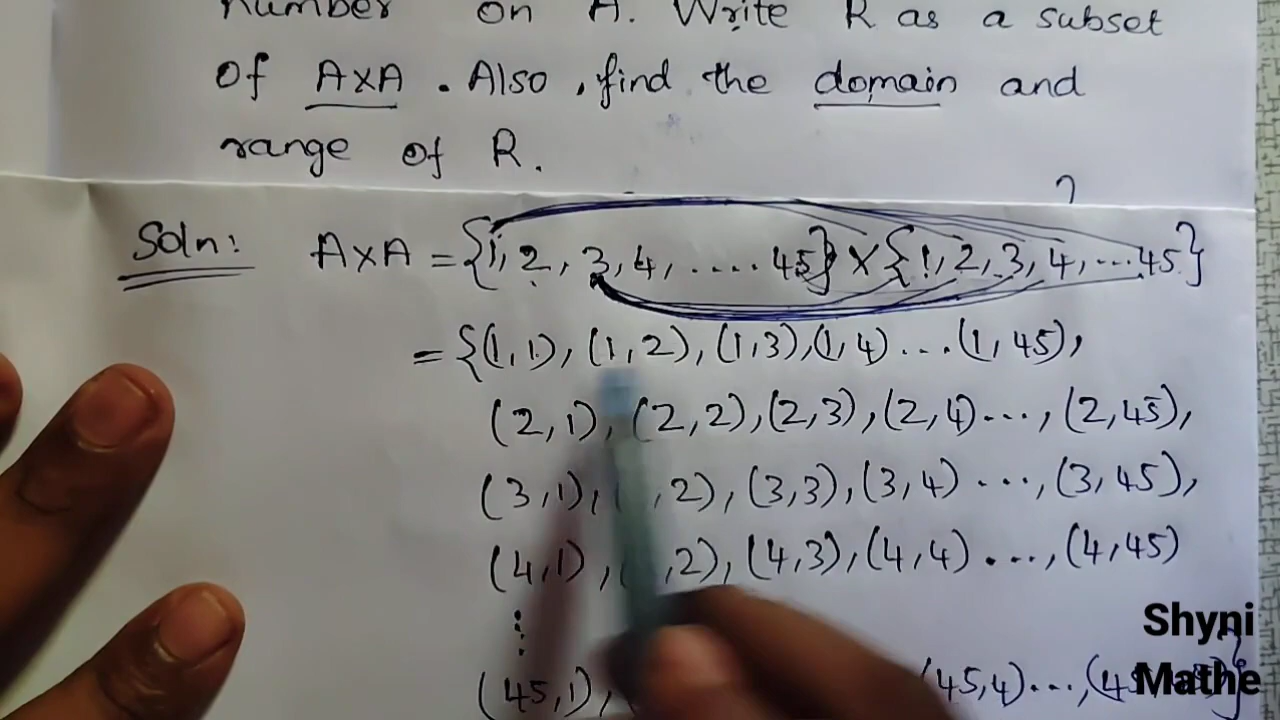 number on A. Write R as a subset
of A×A. Also, find the domain and
range of R.
Soln: A×A = {1, 2, 3, 4, .... 45} × {1, 2, 3, 4, ... 45}
= {(1,1), (1,2), (1,3), (1,4) ... (1,45),
(2,1), (2,2), (2,3), (2,4) ..., (2,45),
(3,1), ( ,2), (3,3), (3,4) ..., (3,45),
(4,1), ( ,2), (4,3), (4,4) ..., (4,45)
⋮
(45,1), (45,4) ..., }
Shyni
Mathe